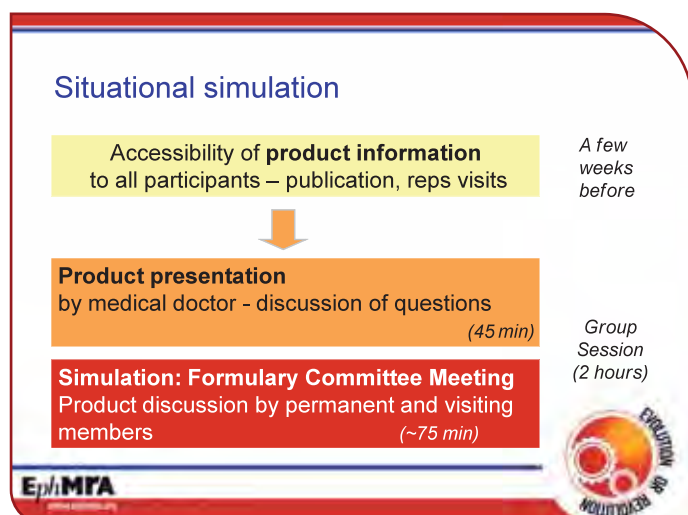 Situational simulation
Accessibility of product information
to all participants – publication, reps visits
A few
weeks
before
Product presentation
by medical doctor - discussion of questions
(45 min)
Group
Session
(2 hours)
Simulation: Formulary Committee Meeting
Product discussion by permanent and visiting
members (~75 min)
EphMRA
EVOLUTION OR REVOLUTION